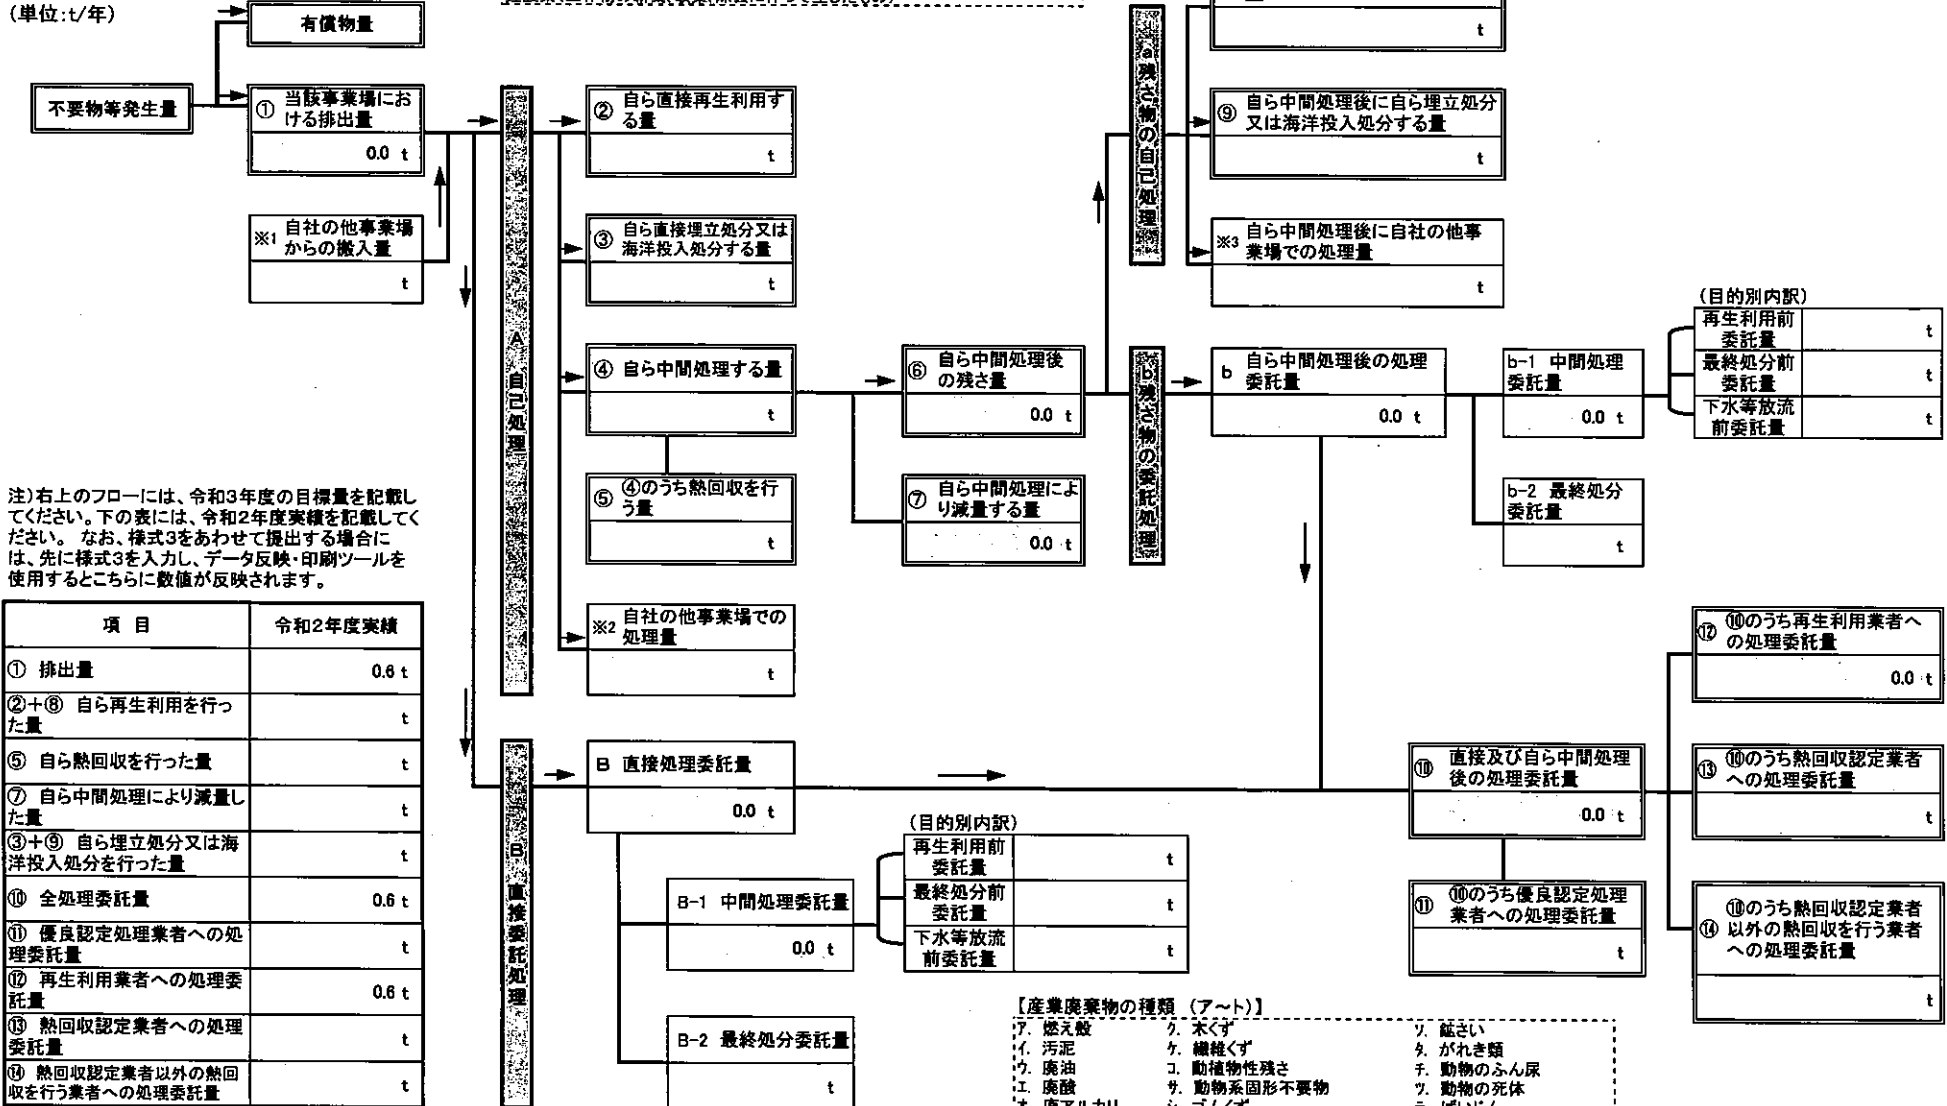 (単位:t/年)
有償物量
不要物等発生量
① 当該事業場にお
ける排出量
0.0 t
※1 自社の他事業場
からの搬入量
t
A 自己処理
② 自ら直接再生利用す
る量
t
③ 自ら直接埋立処分又は
海洋投入処分する量
t
④ 自ら中間処理する量
t
⑤ ④のうち熱回収を行
う量
t
※2 自社の他事業場での
処理量
t
⑥ 自ら中間処理後
の残さ量
0.0 t
⑦ 自ら中間処理によ
り減量する量
0.0 t
a 残さ物の自己処理
t
⑨ 自ら中間処理後に自ら埋立処分
又は海洋投入処分する量
t
※3 自ら中間処理後に自社の他事
業場での処理量
t
b 残さ物の委託処理
b 自ら中間処理後の処理
委託量
0.0 t
b-1 中間処理
委託量
0.0 t
b-2 最終処分
委託量
t
(目的別内訳)
再生利用前
委託量
t
最終処分前
委託量
t
下水等放流
前委託量
t
注)右上のフローには、令和3年度の目標量を記載し
てください。下の表には、令和2年度実績を記載してく
ださい。 なお、様式3をあわせて提出する場合に
は、先に様式3を入力し、データ反映・印刷ツールを
使用するとこちらに数値が反映されます。
項 目 令和2年度実績
① 排出量 0.6 t
②+⑧ 自ら再生利用を行っ
た量 t
⑤ 自ら熱回収を行った量 t
⑦ 自ら中間処理により減量し
た量 t
③+⑨ 自ら埋立処分又は海
洋投入処分を行った量 t
⑩ 全処理委託量 0.6 t
⑪ 優良認定処理業者への処
理委託量 t
⑫ 再生利用業者への処理委
託量 0.6 t
⑬ 熱回収認定業者への処理
委託量 t
⑭ 熱回収認定業者以外の熱回
収を行う業者への処理委託量 t
B 直接委託処理
B 直接処理委託量
0.0 t
B-1 中間処理委託量
0.0 t
B-2 最終処分委託量
t
(目的別内訳)
再生利用前
委託量
t
最終処分前
委託量
t
下水等放流
前委託量
t
⑩ 直接及び自ら中間処理
後の処理委託量
0.0 t
⑪ ⑩のうち優良認定処理
業者への処理委託量
t
⑫ ⑩のうち再生利用業者へ
の処理委託量
0.0 t
⑬ ⑩のうち熱回収認定業者
への処理委託量
t
⑭ ⑩のうち熱回収認定業者
以外の熱回収を行う業者
への処理委託量
t
【産業廃棄物の種類 (ア～ト)】
ア. 燃え殻 ク. 木くず ソ. 鉱さい
イ. 汚泥 ケ. 繊維くず タ. がれき類
ウ. 廃油 コ. 動植物性残さ チ. 動物のふん尿
エ. 廃酸 サ. 動物系固形不要物 ツ. 動物の死体